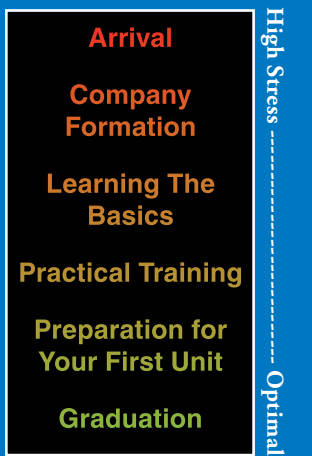 Arrival
Company
Formation
Learning The
Basics
Practical Training
Preparation for
Your First Unit
Graduation
High Stress ------------------------------ Optimal